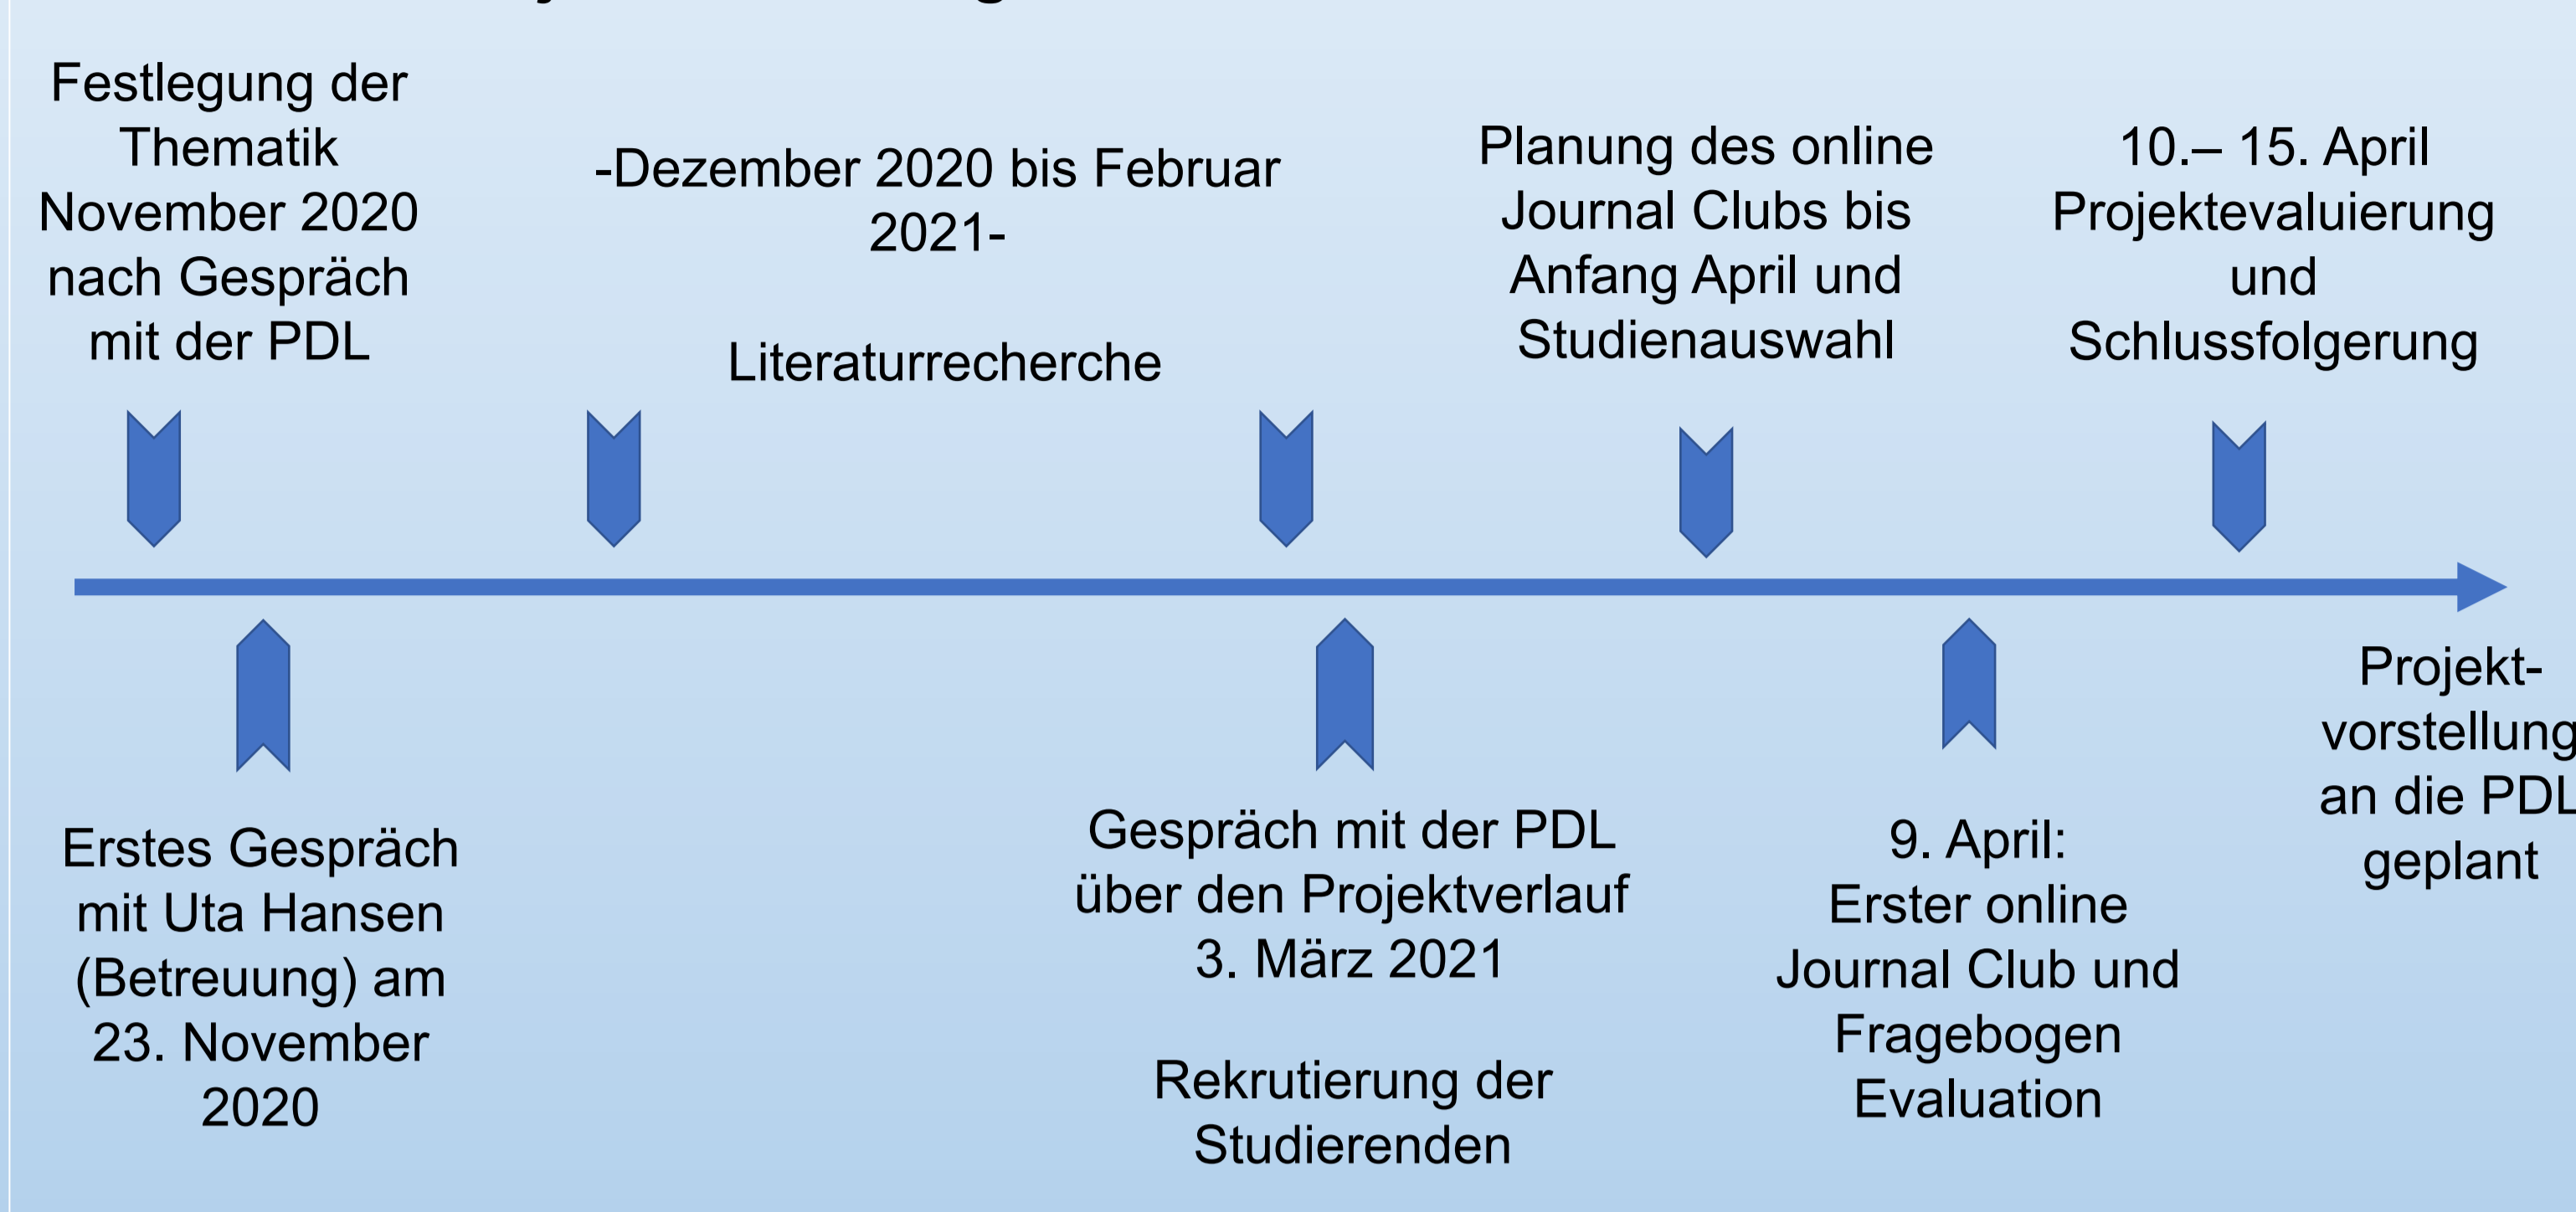 Festlegung der
Thematik
November 2020
nach Gespräch
mit der PDL
-Dezember 2020 bis Februar
2021-
Literaturrecherche
Planung des online
Journal Clubs bis
Anfang April und
Studienauswahl
10.– 15. April
Projektevaluierung
und
Schlussfolgerung
Erstes Gespräch
mit Uta Hansen
(Betreuung) am
23. November
2020
Gespräch mit der PDL
über den Projektverlauf
3. März 2021
Rekrutierung der
Studierenden
9. April:
Erster online
Journal Club und
Fragebogen
Evaluation
Projekt-
vorstellung
an die PDL
geplant